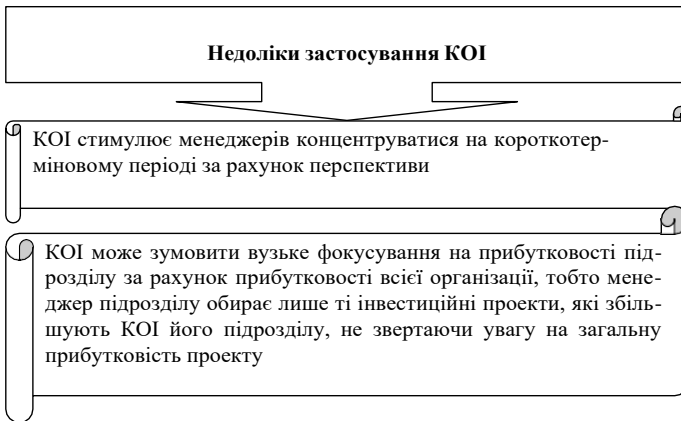 Недоліки застосування КОІ
КОІ стимулює менеджерів концентруватися на короткотер-
міновому періоді за рахунок перспективи
КОІ може зумовити вузьке фокусування на прибутковості під-
розділу за рахунок прибутковості всієї організації, тобто мене-
джер підрозділу обирає лише ті інвестиційні проекти, які збіль-
шують КОІ його підрозділу, не звертаючи увагу на загальну
прибутковість проекту